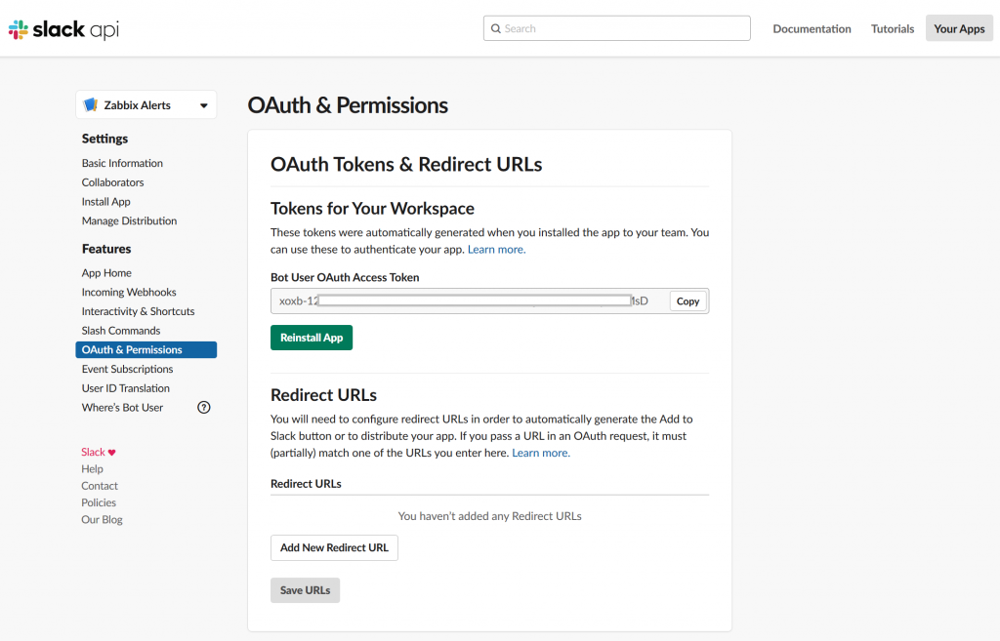 slack api
Search
Documentation
Tutorials
Your Apps
Zabbix Alerts
Settings
Basic Information
Collaborators
Install App
Manage Distribution
Features
App Home
Incoming Webhooks
Interactivity & Shortcuts
Slash Commands
OAuth & Permissions
Event Subscriptions
User ID Translation
Where's Bot User
?
Slack
Help
Contact
Policies
Our Blog
OAuth & Permissions
OAuth Tokens & Redirect URLs
Tokens for Your Workspace
These tokens were automatically generated when you installed the app to your team. You
can use these to authenticate your app. Learn more.
Bot User OAuth Access Token
xoxb-12
sD
Copy
Reinstall App
Redirect URLs
You will need to configure redirect URLs in order to automatically generate the Add to
Slack button or to distribute your app. If you pass a URL in an OAuth request, it must
(partially) match one of the URLs you enter here. Learn more.
Redirect URLs
You haven't added any Redirect URLs
Add New Redirect URL
Save URLs